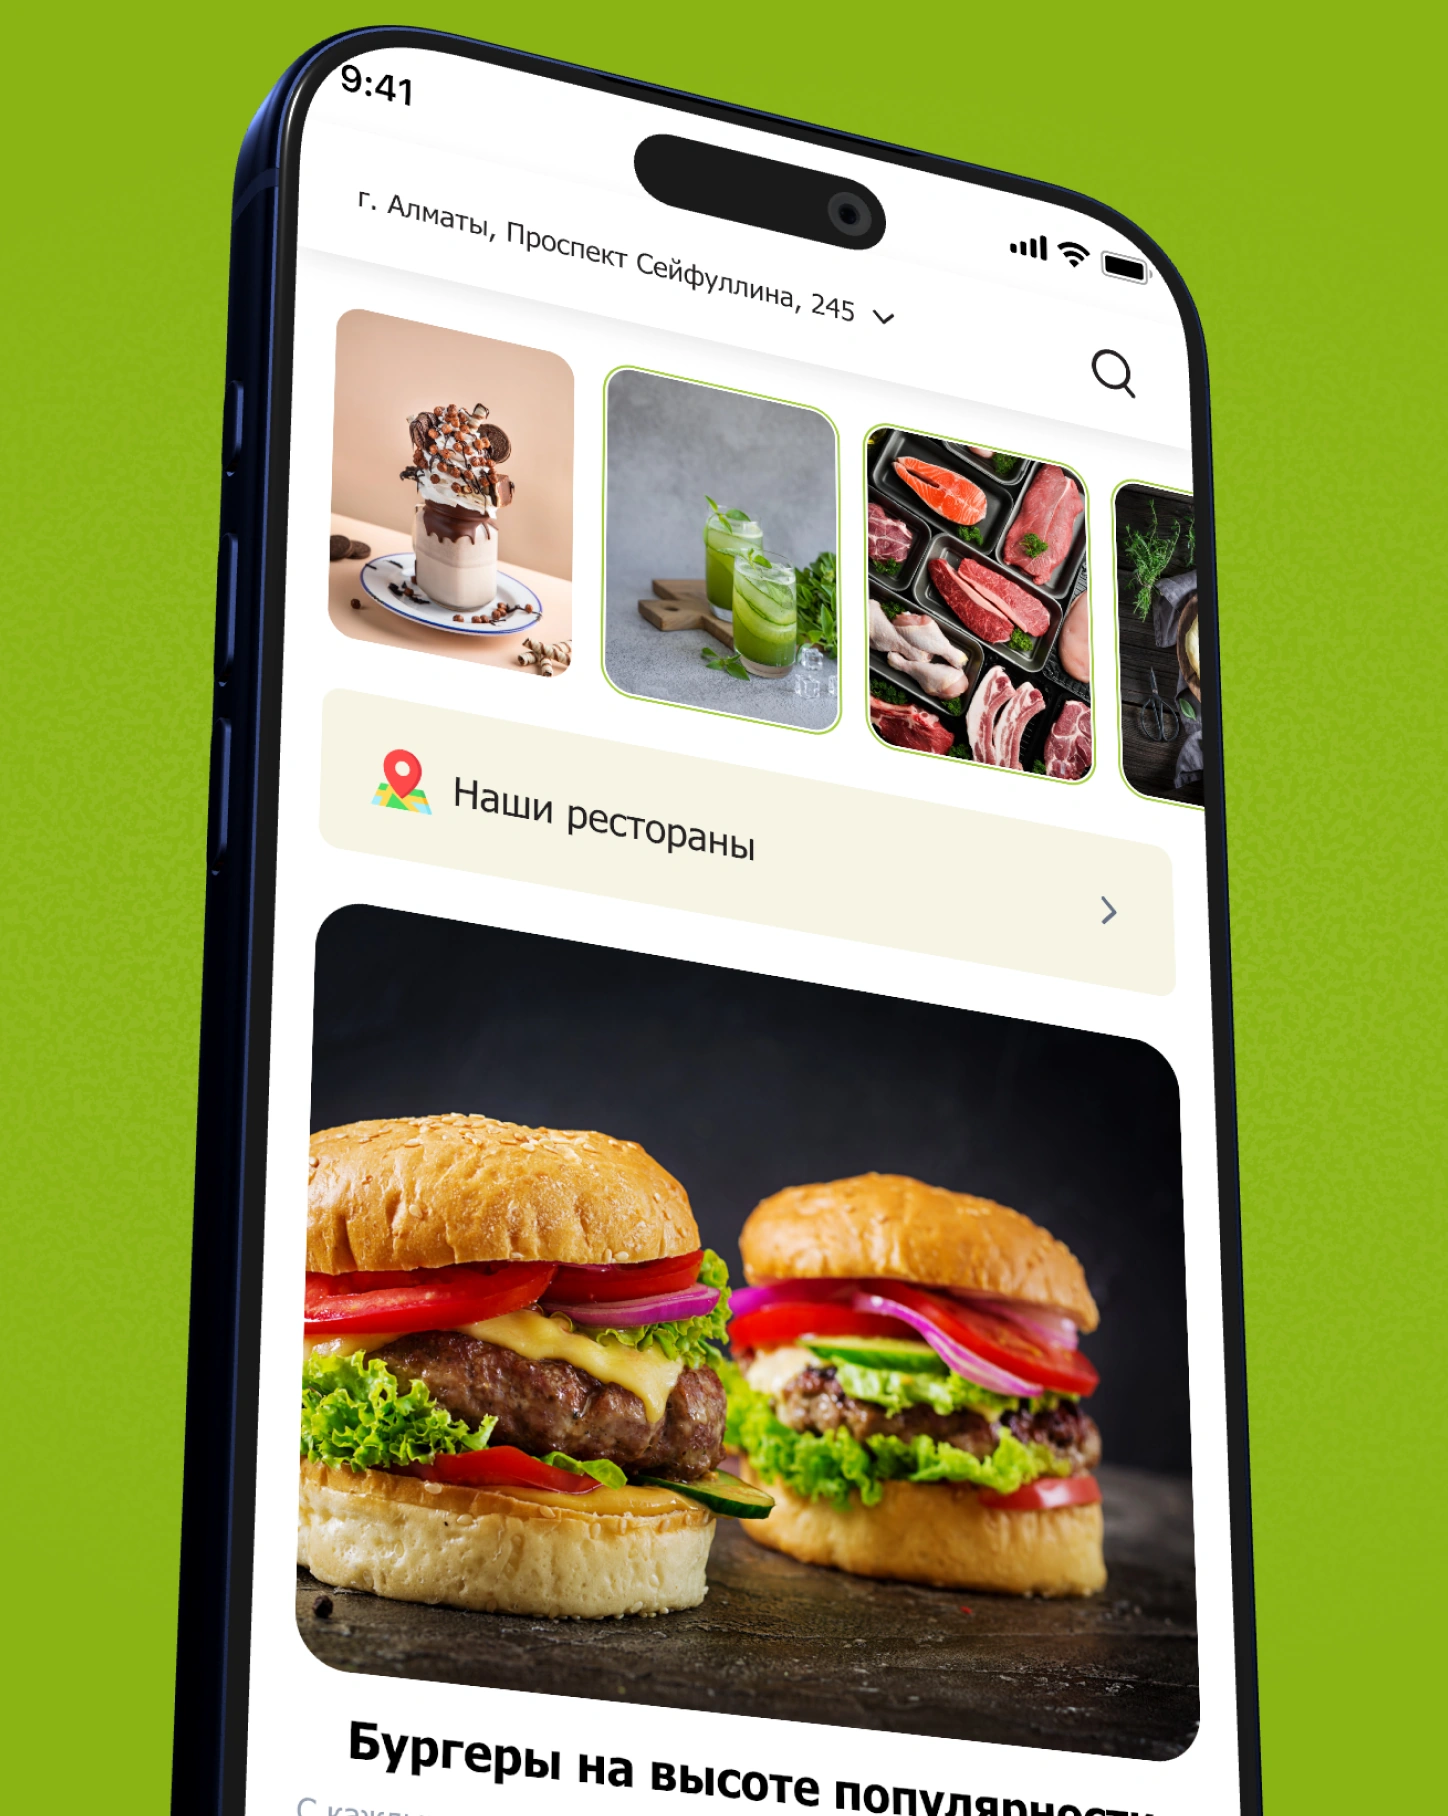 9:41
г. Алматы, Проспект Сейфуллина, 245
Наши рестораны
Бургеры на высоте популярности
С